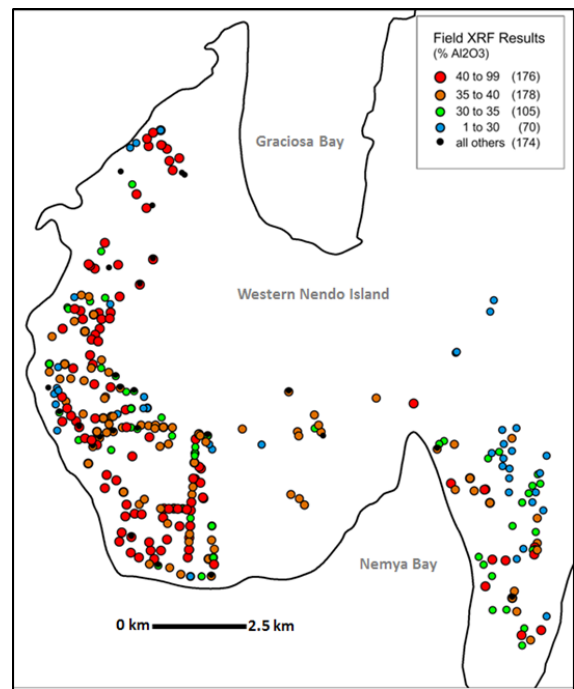 Field XRF Results
(% Al2O3)
40 to 99 (176)
35 to 40 (178)
30 to 35 (105)
1 to 30 (70)
all others (174)
Graciosa Bay
Western Nendo Island
Nemya Bay
0 km 2.5 km